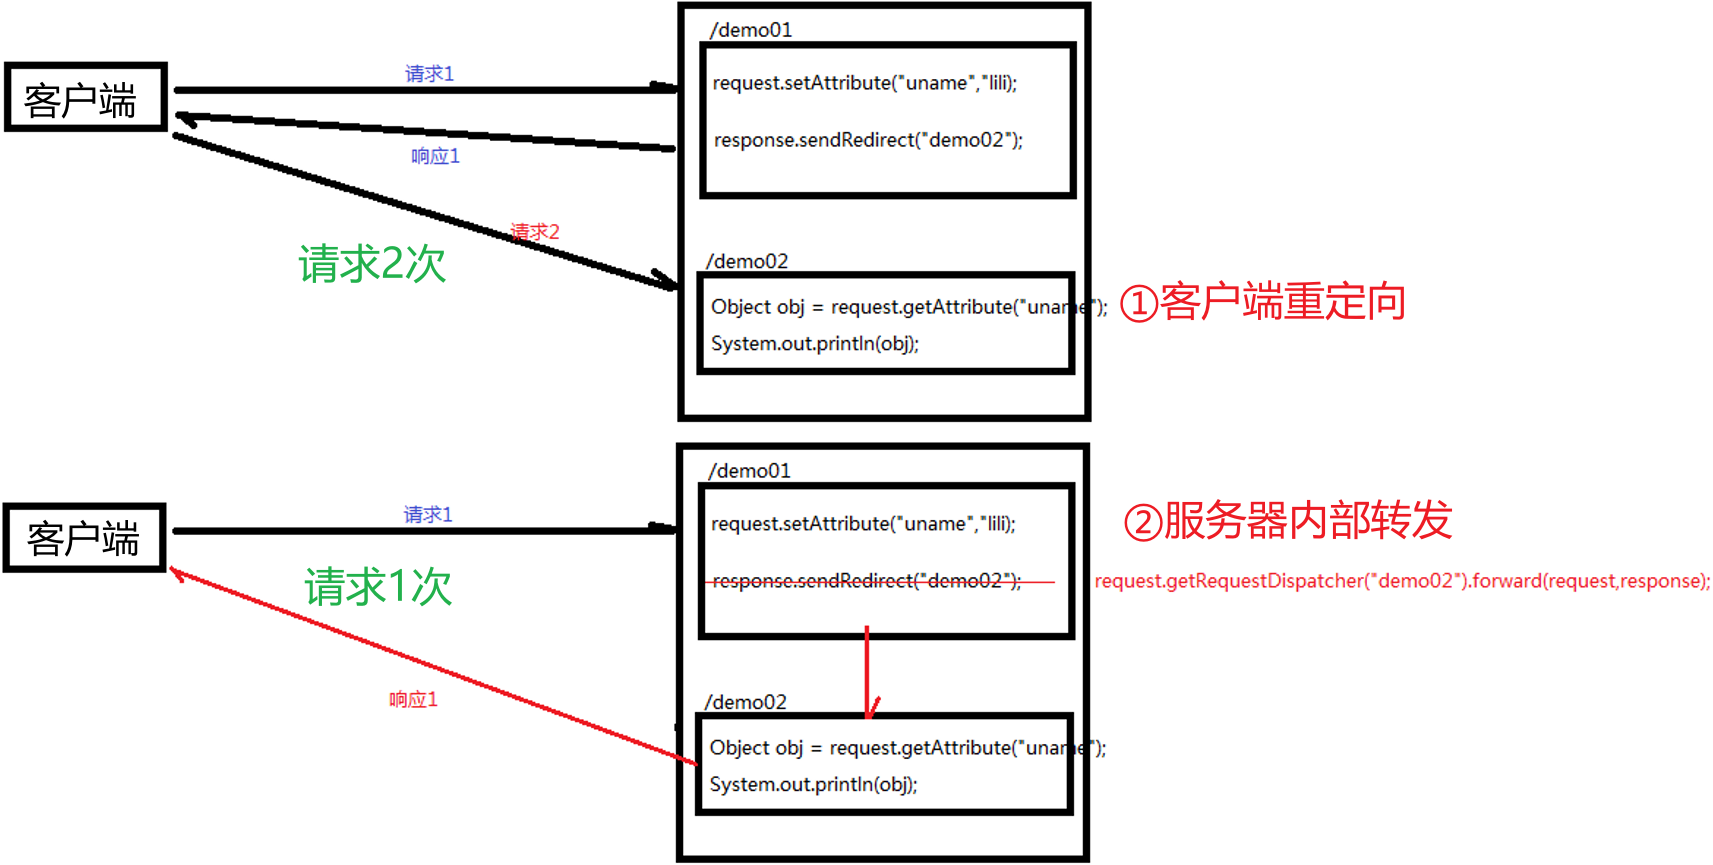 /demo01
客户端
请求1
request.setAttribute("uname","lili);
response.sendRedirect("demo02");
响应1
请求2
请求2次
/demo02
Object obj = request.getAttribute("uname");
System.out.println(obj);
①客户端重定向
/demo01
客户端
请求1
request.setAttribute("uname","lili);
②服务器内部转发
response.sendRedirect("demo02");
request.getRequestDispatcher("demo02").forward(request,response);
请求1次
响应1
/demo02
Object obj = request.getAttribute("uname");
System.out.println(obj);